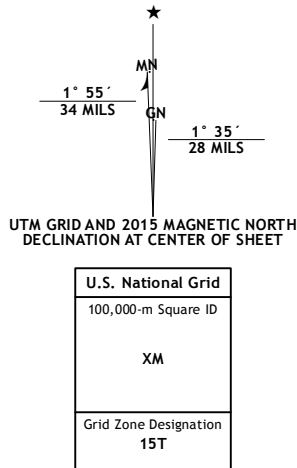 MN
GN
1° 55´
34 MILS
1° 35´
28 MILS
UTM GRID AND 2015 MAGNETIC NORTH
DECLINATION AT CENTER OF SHEET
U.S. National Grid
100,000-m Square ID
XM
Grid Zone Designation
15T